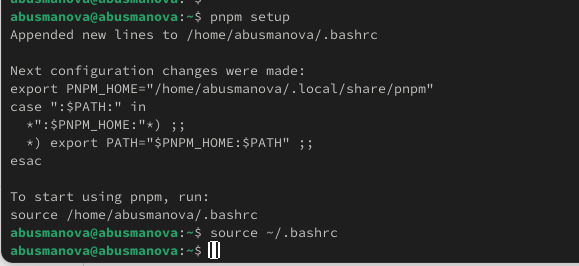 abusmanova@abusmanova:~$ pnpm setup
Appended new lines to /home/abusmanova/.bashrc

Next configuration changes were made:
export PNPM_HOME="/home/abusmanova/.local/share/pnpm"
case ":$PATH:" in
  *":$PNPM_HOME:"*) ;;
  *) export PATH="$PNPM_HOME:$PATH" ;;
esac

To start using pnpm, run:
source /home/abusmanova/.bashrc
abusmanova@abusmanova:~$ source ~/.bashrc
abusmanova@abusmanova:~$